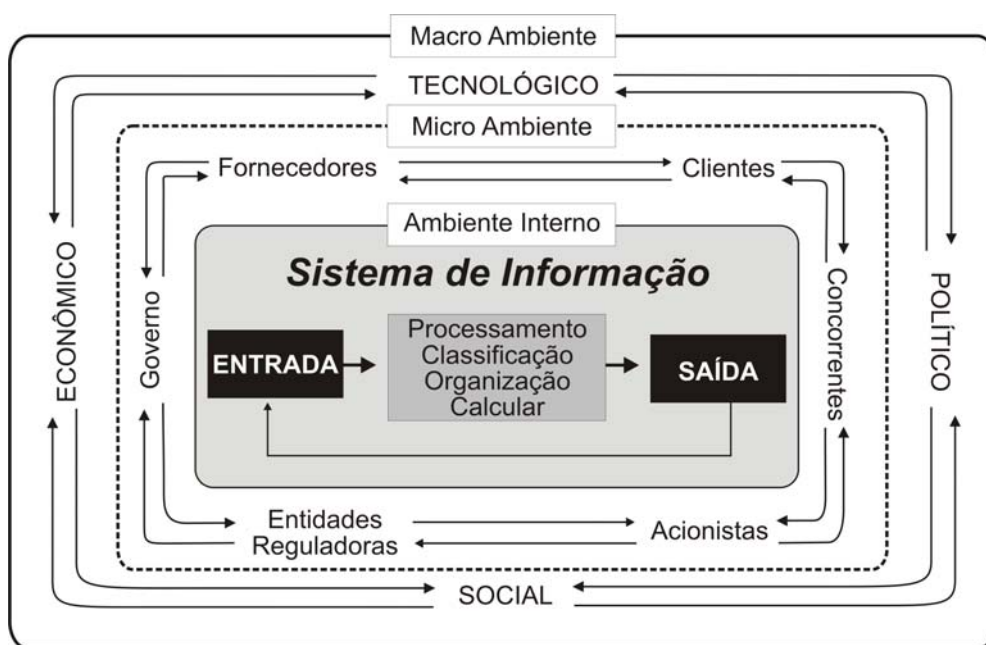 Macro Ambiente
TECNOLÓGICO
Micro Ambiente
Fornecedores
Clientes
Ambiente Interno
Sistema de Informação
ECONÔMICO
Governo
ENTRADA
Processamento
Classificação
Organização
Calcular
SAÍDA
Concorrentes
POLÍTICO
Entidades
Reguladoras
Acionistas
SOCIAL